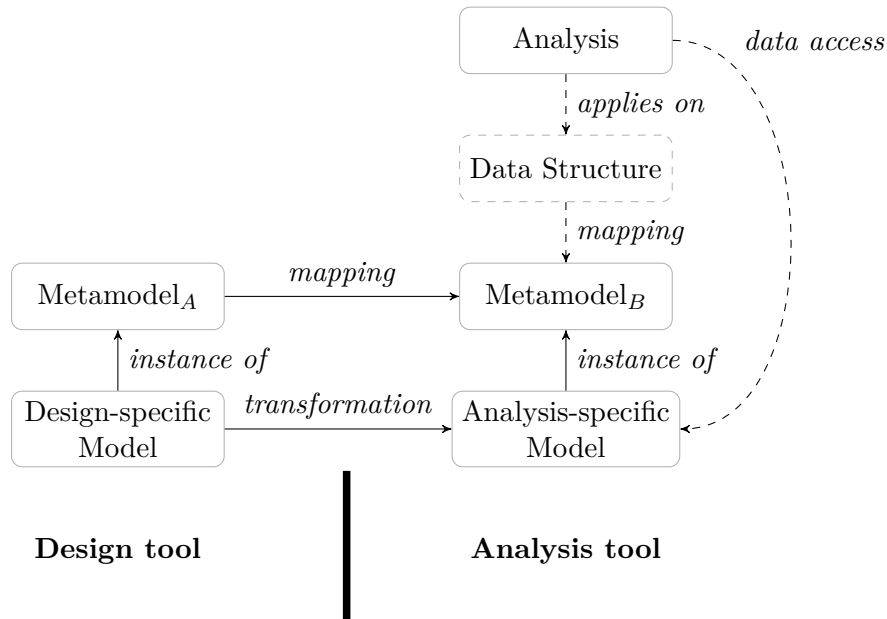 Analysis
data access
applies on
Data Structure
mapping
Metamodel_A
mapping
Metamodel_B
instance of
instance of
Design-specific
Model
transformation
Analysis-specific
Model
Design tool
Analysis tool